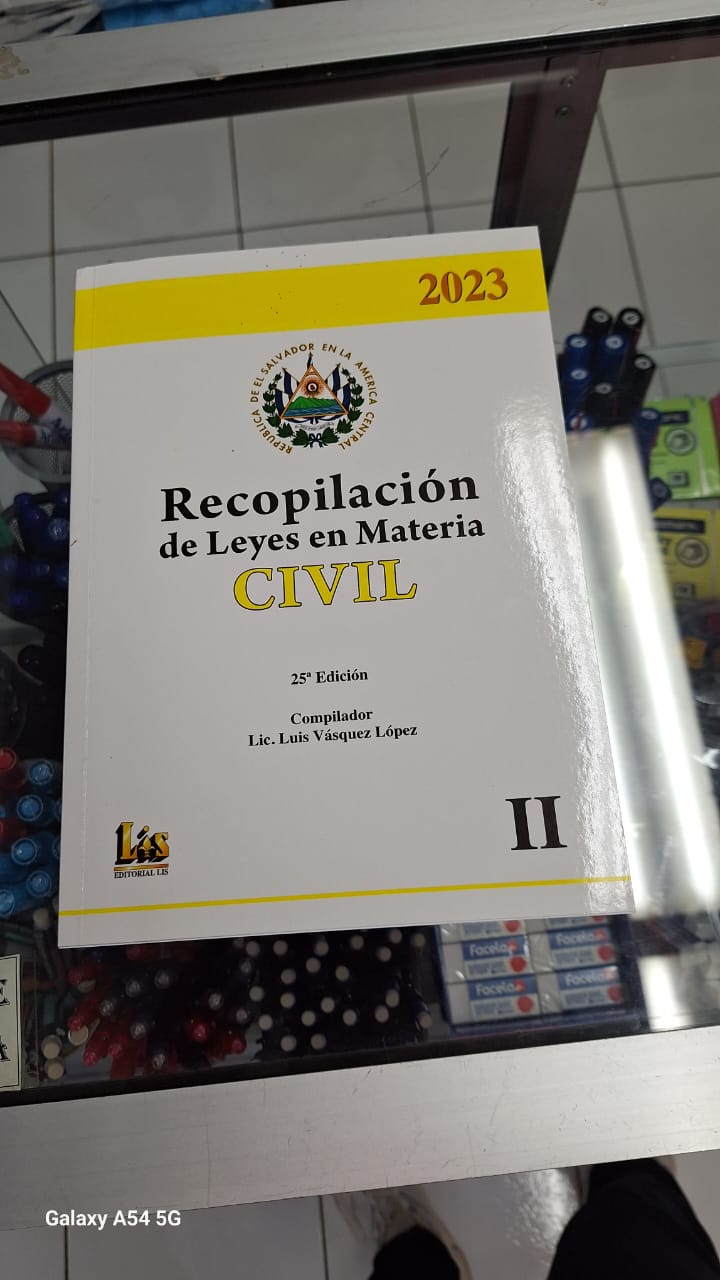 2023
REPUBLICA DE EL SALVADOR EN LA AMERICA CENTRAL
Recopilación
de Leyes en Materia
CIVIL
25ª Edición
Compilador
Lic. Luis Vásquez López
II
Lis
EDITORIAL LIS
Facela
Facela
Facela
Facela
Facela
E
A
Galaxy A54 5G